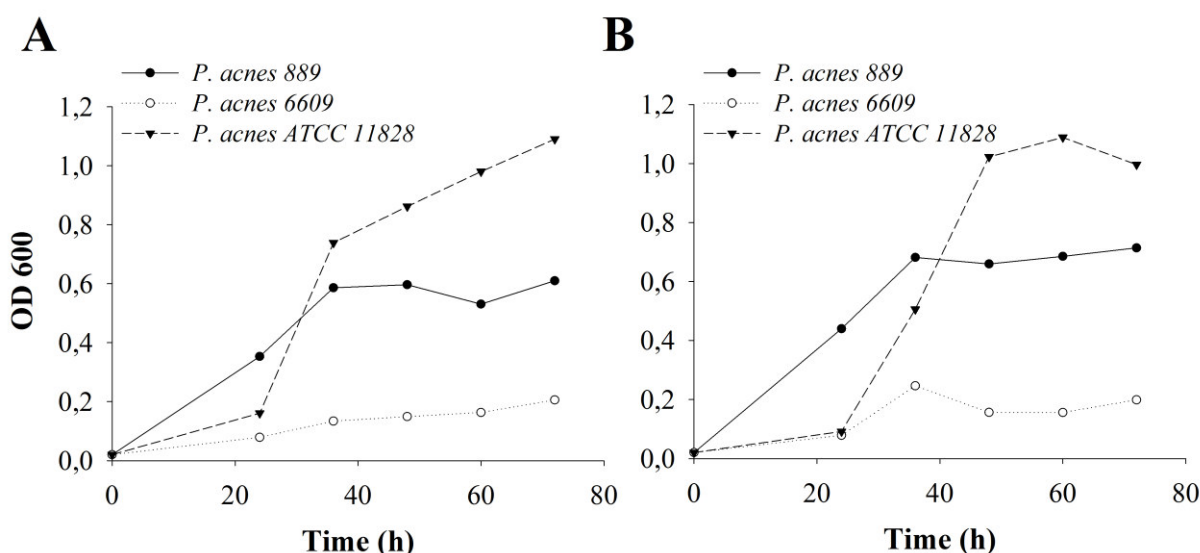 A
P. acnes 889
P. acnes 6609
P. acnes ATCC 11828
1,2
1,0
0,8
0,6
0,4
0,2
0,0
OD 600
0 20 40 60 80
Time (h)
B
P. acnes 889
P. acnes 6609
P. acnes ATCC 11828
1,2
1,0
0,8
0,6
0,4
0,2
0,0
0 20 40 60 80
Time (h)